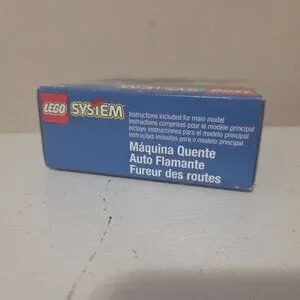 LEGO SYSTEM
Instructions included for main model
Instructions comprises pour le modèle principal
Incluye instrucciones para el modelo principal
Instruções incluídas para o modelo principal
Máquina Quente
Auto Flamante
Fureur des routes